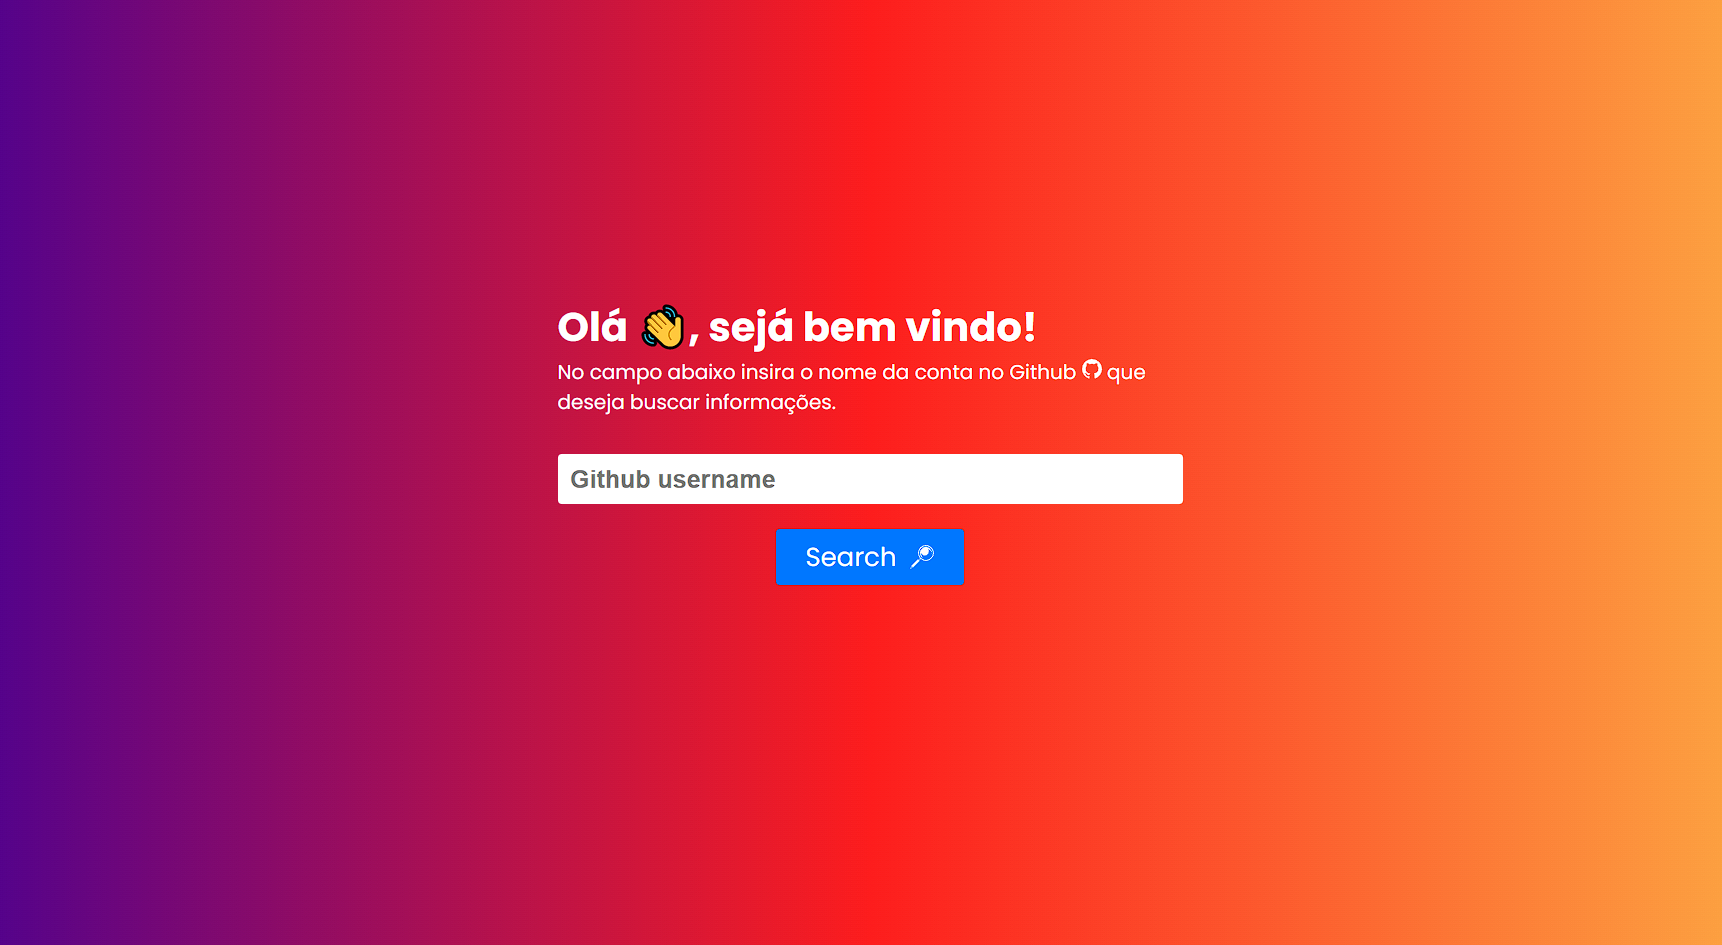 Olá 👋, sejá bem vindo!
No campo abaixo insira o nome da conta no Github que
deseja buscar informações.
Github username
Search